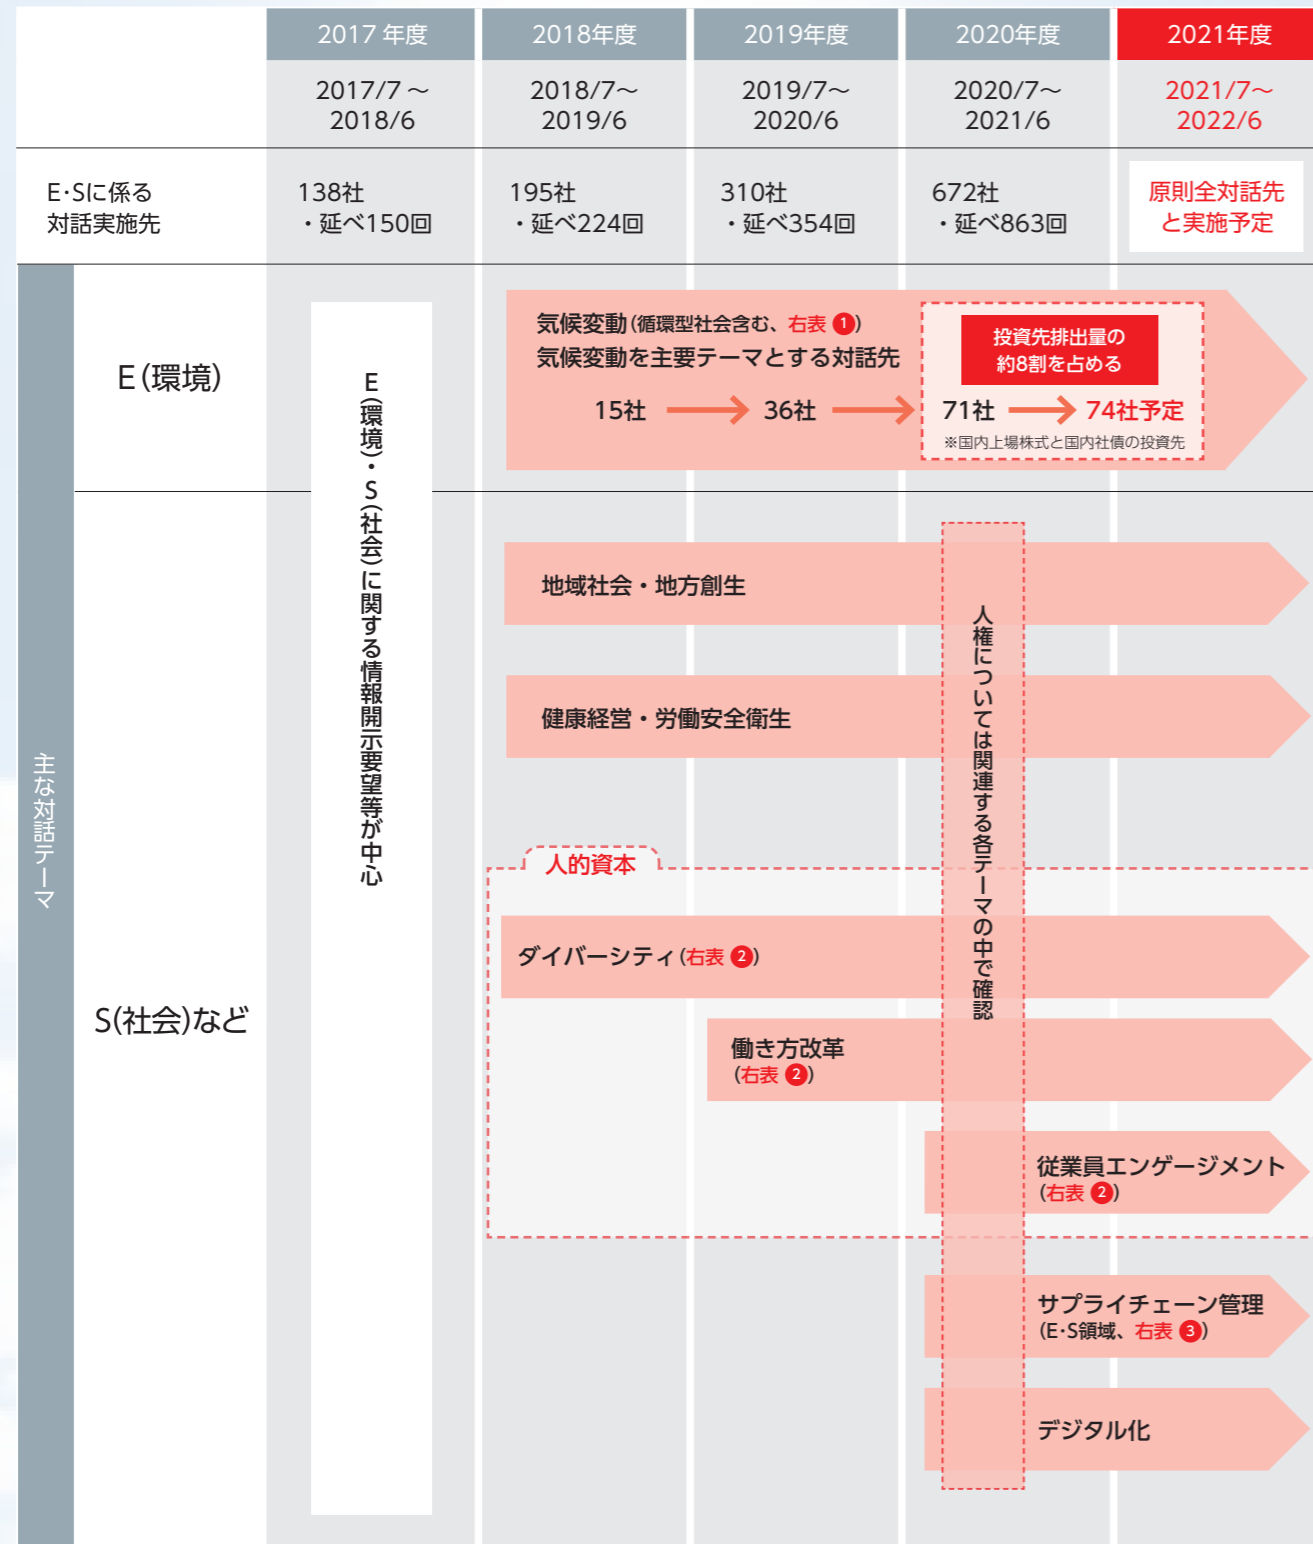 2017 年度
2018年度
2019年度
2020年度
2021年度
2017/7 ～
2018/6
2018/7～
2019/6
2019/7～
2020/6
2020/7～
2021/6
2021/7～
2022/6
E･Sに係る
対話実施先
138社
・延べ150回
195社
・延べ224回
310社
・延べ354回
672社
・延べ863回
原則全対話先
と実施予定
主な対話テーマ
E（環境）
E（環境）・S（社会）に関する情報開示要望等が中心
気候変動（循環型社会含む、右表 1）
気候変動を主要テーマとする対話先
15社
36社
投資先排出量の
約8割を占める
71社
74社予定
※国内上場株式と国内社債の投資先
S(社会)など
地域社会・地方創生
健康経営・労働安全衛生
人権については関連する各テーマの中で確認
人的資本
ダイバーシティ（右表 2）
働き方改革
（右表 2）
従業員エンゲージメント
（右表 2）
サプライチェーン管理
（E･S領域、右表 3）
デジタル化